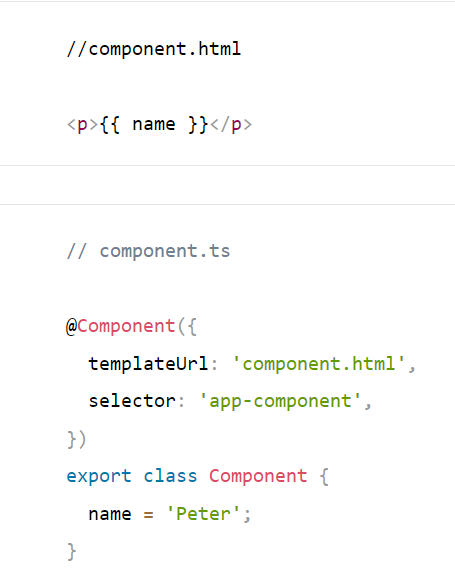 //component.html
<p>{{ name }}</p>
// component.ts
@Component({
  templateUrl: 'component.html',
  selector: 'app-component',
})
export class Component {
  name = 'Peter';
}